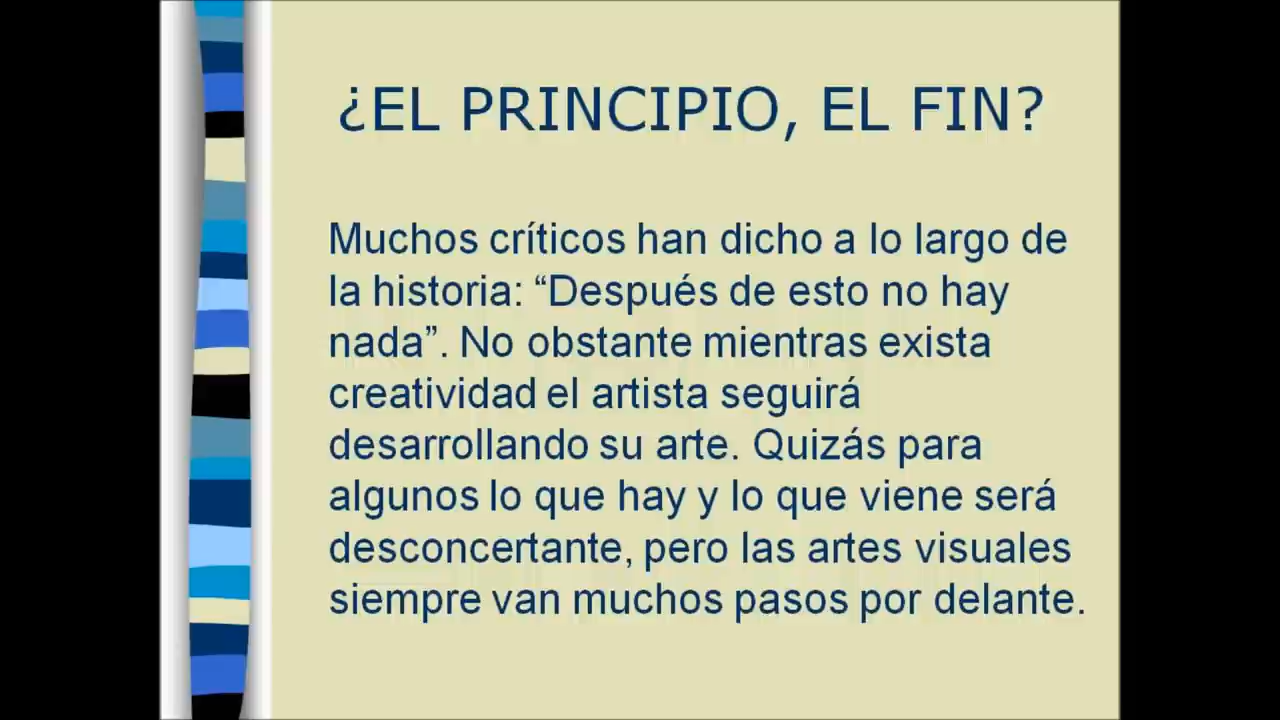 ¿EL PRINCIPIO, EL FIN?
Muchos críticos han dicho a lo largo de
la historia: “Después de esto no hay
nada”. No obstante mientras exista
creatividad el artista seguirá
desarrollando su arte. Quizás para
algunos lo que hay y lo que viene será
desconcertante, pero las artes visuales
siempre van muchos pasos por delante.